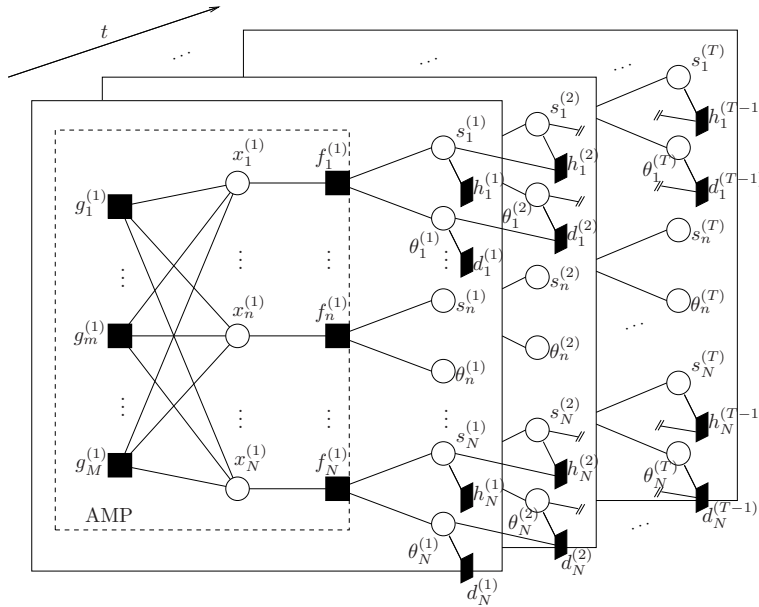 t
⋯ ⋯
s_1^{(T)}
s_1^{(2)}
h_1^{(T-1)}
x_1^{(1)} f_1^{(1)} s_1^{(1)}
h_1^{(2)} θ_1^{(T)}
h_1^{(1)} θ_1^{(2)} d_1^{(T-1)}
g_1^{(1)}
θ_1^{(1)} d_1^{(2)} s_n^{(T)}
⋮ ⋮ ⋮ ⋮ d_1^{(1)}
s_n^{(2)}
x_n^{(1)} f_n^{(1)} s_n^{(1)} θ_n^{(T)}
g_m^{(1)} ⋯
θ_n^{(2)}
θ_n^{(1)} s_N^{(T)}
⋮ ⋮ ⋮ ⋮
s_N^{(2)} h_N^{(T-1)}
s_N^{(1)}
g_M^{(1)} x_N^{(1)} f_N^{(1)} h_N^{(2)} θ_N^{(T)}
h_N^{(1)}
AMP θ_N^{(2)} d_N^{(T-1)}
⋯
θ_N^{(1)} d_N^{(2)}
d_N^{(1)}